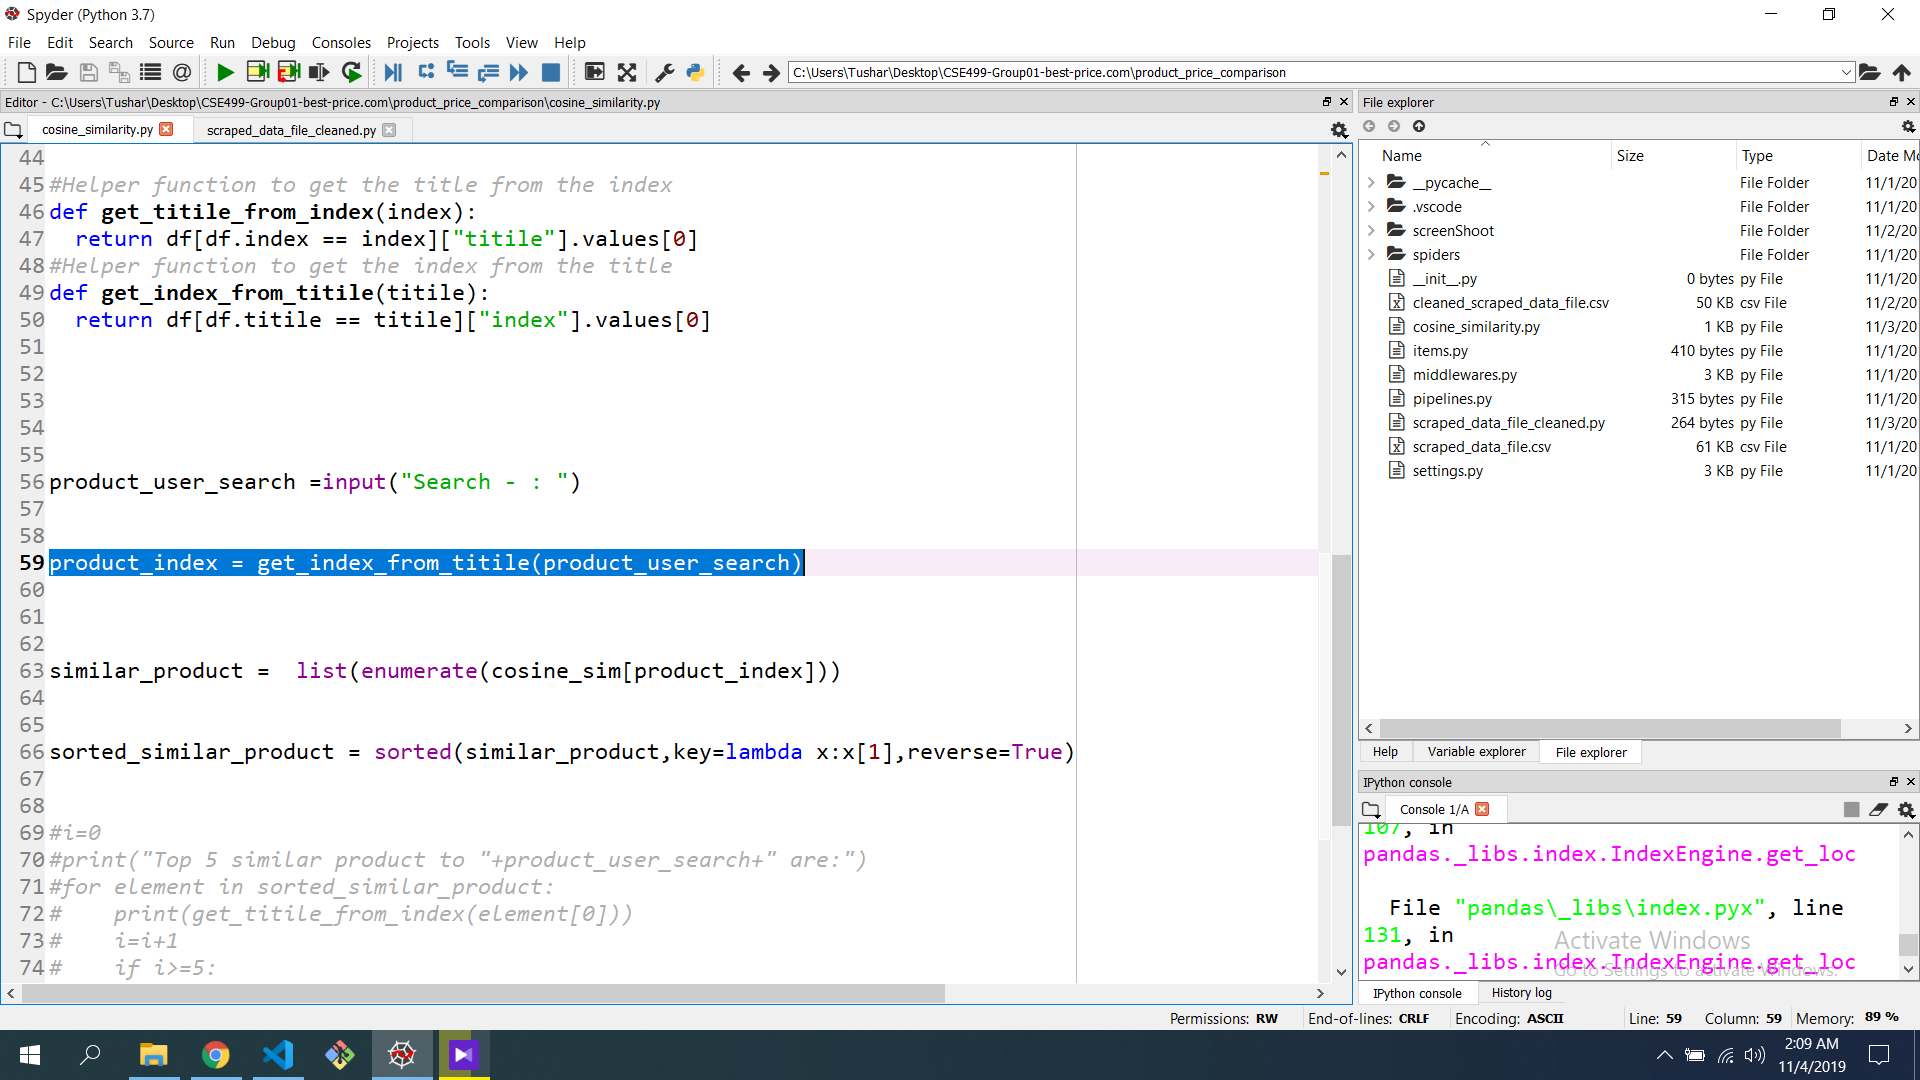 Spyder (Python 3.7)
File Edit Search Source Run Debug Consoles Projects Tools View Help
C:\Users\Tushar\Desktop\CSE499-Group01-best-price.com\product_price_comparison
Editor - C:\Users\Tushar\Desktop\CSE499-Group01-best-price.com\product_price_comparison\cosine_similarity.py
cosine_similarity.py scraped_data_file_cleaned.py
44
45 #Helper function to get the title from the index
46 def get_titile_from_index(index):
47   return df[df.index == index]["titile"].values[0]
48 #Helper function to get the index from the title
49 def get_index_from_titile(titile):
50   return df[df.titile == titile]["index"].values[0]
51
52
53
54
55
56 product_user_search =input("Search - : ")
57
58
59 product_index = get_index_from_titile(product_user_search)
60
61
62
63 similar_product =  list(enumerate(cosine_sim[product_index]))
64
65
66 sorted_similar_product = sorted(similar_product,key=lambda x:x[1],reverse=True)
67
68
69 #i=0
70 #print("Top 5 similar product to "+product_user_search+" are:")
71 #for element in sorted_similar_product:
72 #    print(get_titile_from_index(element[0]))
73 #    i=i+1
74 #    if i>=5:
File explorer
Name Size Type Date Mo
__pycache__ File Folder 11/1/20
.vscode File Folder 11/1/20
screenShoot File Folder 11/2/20
spiders File Folder 11/1/20
__init__.py 0 bytes py File 11/1/20
cleaned_scraped_data_file.csv 50 KB csv File 11/2/20
cosine_similarity.py 1 KB py File 11/3/20
items.py 410 bytes py File 11/1/20
middlewares.py 3 KB py File 11/1/20
pipelines.py 315 bytes py File 11/1/20
scraped_data_file_cleaned.py 264 bytes py File 11/3/20
scraped_data_file.csv 61 KB csv File 11/1/20
settings.py 3 KB py File 11/1/20
Help Variable explorer File explorer
IPython console
Console 1/A
107, in
pandas._libs.index.IndexEngine.get_loc
File "pandas\_libs\index.pyx", line
131, in
pandas._libs.index.IndexEngine.get_loc
Activate Windows
Go to Settings to activate Windows.
IPython console History log
Permissions: RW End-of-lines: CRLF Encoding: ASCII Line: 59 Column: 59 Memory: 89 %
2:09 AM
11/4/2019